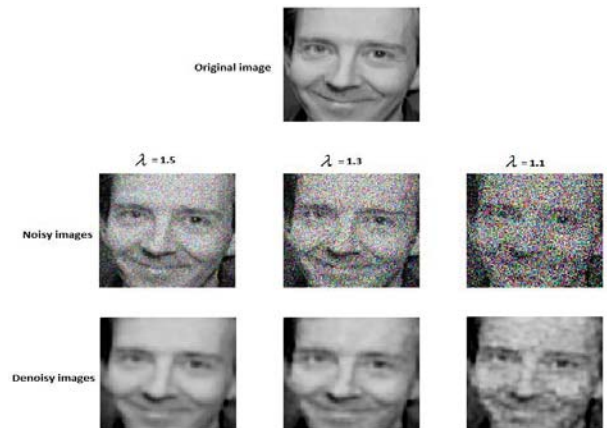 Original image
λ = 1.5
λ = 1.3
λ = 1.1
Noisy images
Denoisy images